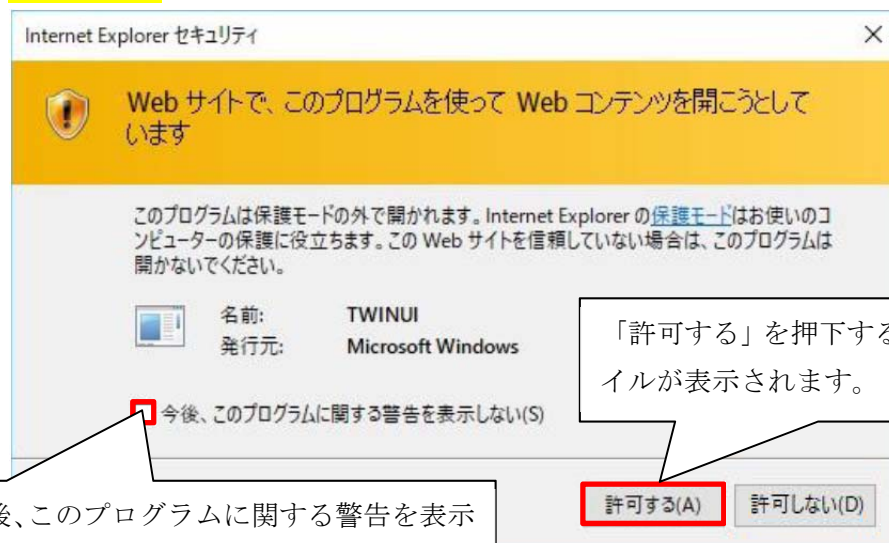 Internet Explorer セキュリティ
Web サイトで、このプログラムを使って Web コンテンツを開こうとして
います
このプログラムは保護モードの外で開かれます。Internet Explorer の保護モードはお使いのコ
ンピューターの保護に役立ちます。この Web サイトを信頼していない場合は、このプログラムは
開かないでください。
名前: TWINUI
発行元: Microsoft Windows
「許可する」を押下する
イルが表示されます。
今後、このプログラムに関する警告を表示しない(S)
許可する(A) 許可しない(D)
後、このプログラムに関する警告を表示